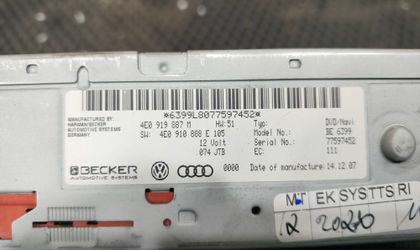 *6399L8077597452*
MANUFACTURED BY:
HARMAN/BECKER
AUTOMOTIVE SYSTEMS
GERMANY
4E0 919 887 M HW:51 Typ: DVD/Navi
SW: 4E0 910 888 E 105 Model No.: BE 6399
12 Volt Serial No.: 77597452
074 JTB EC: 111
0000 Date of manufacture: 14.12.07
BECKER
AUTOMOTIVE SYSTEMS
MT EK SYSTTS RI
2 2020